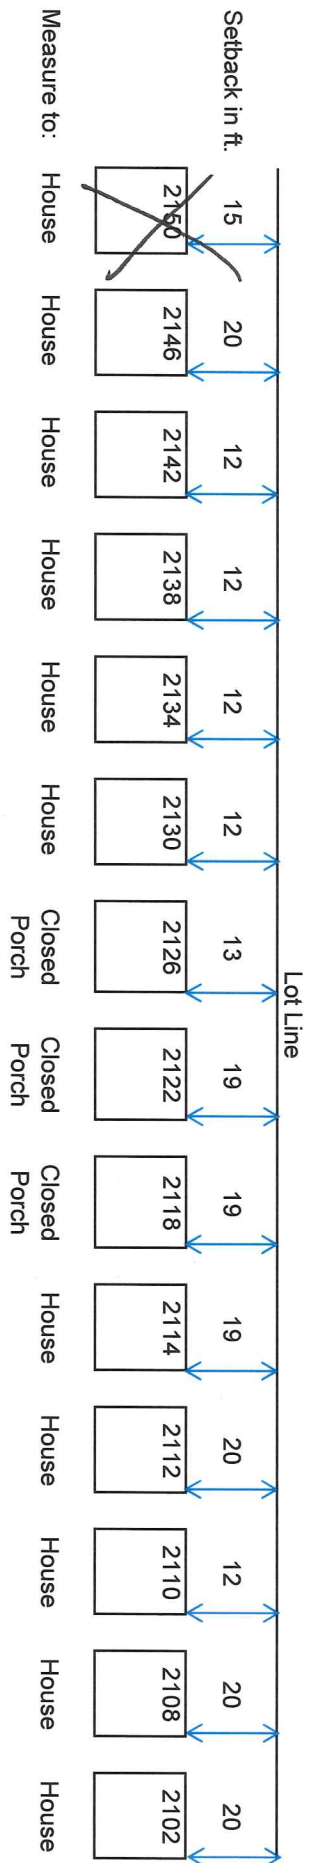 Lot Line
Setback in ft. 15 20 12 12 12 12 13 19 19 19 20 12 20 20
2150 2146 2142 2138 2134 2130 2126 2122 2118 2114 2112 2110 2108 2102
Measure to: House House House House House House Closed Porch Closed Porch Closed Porch House House House House House